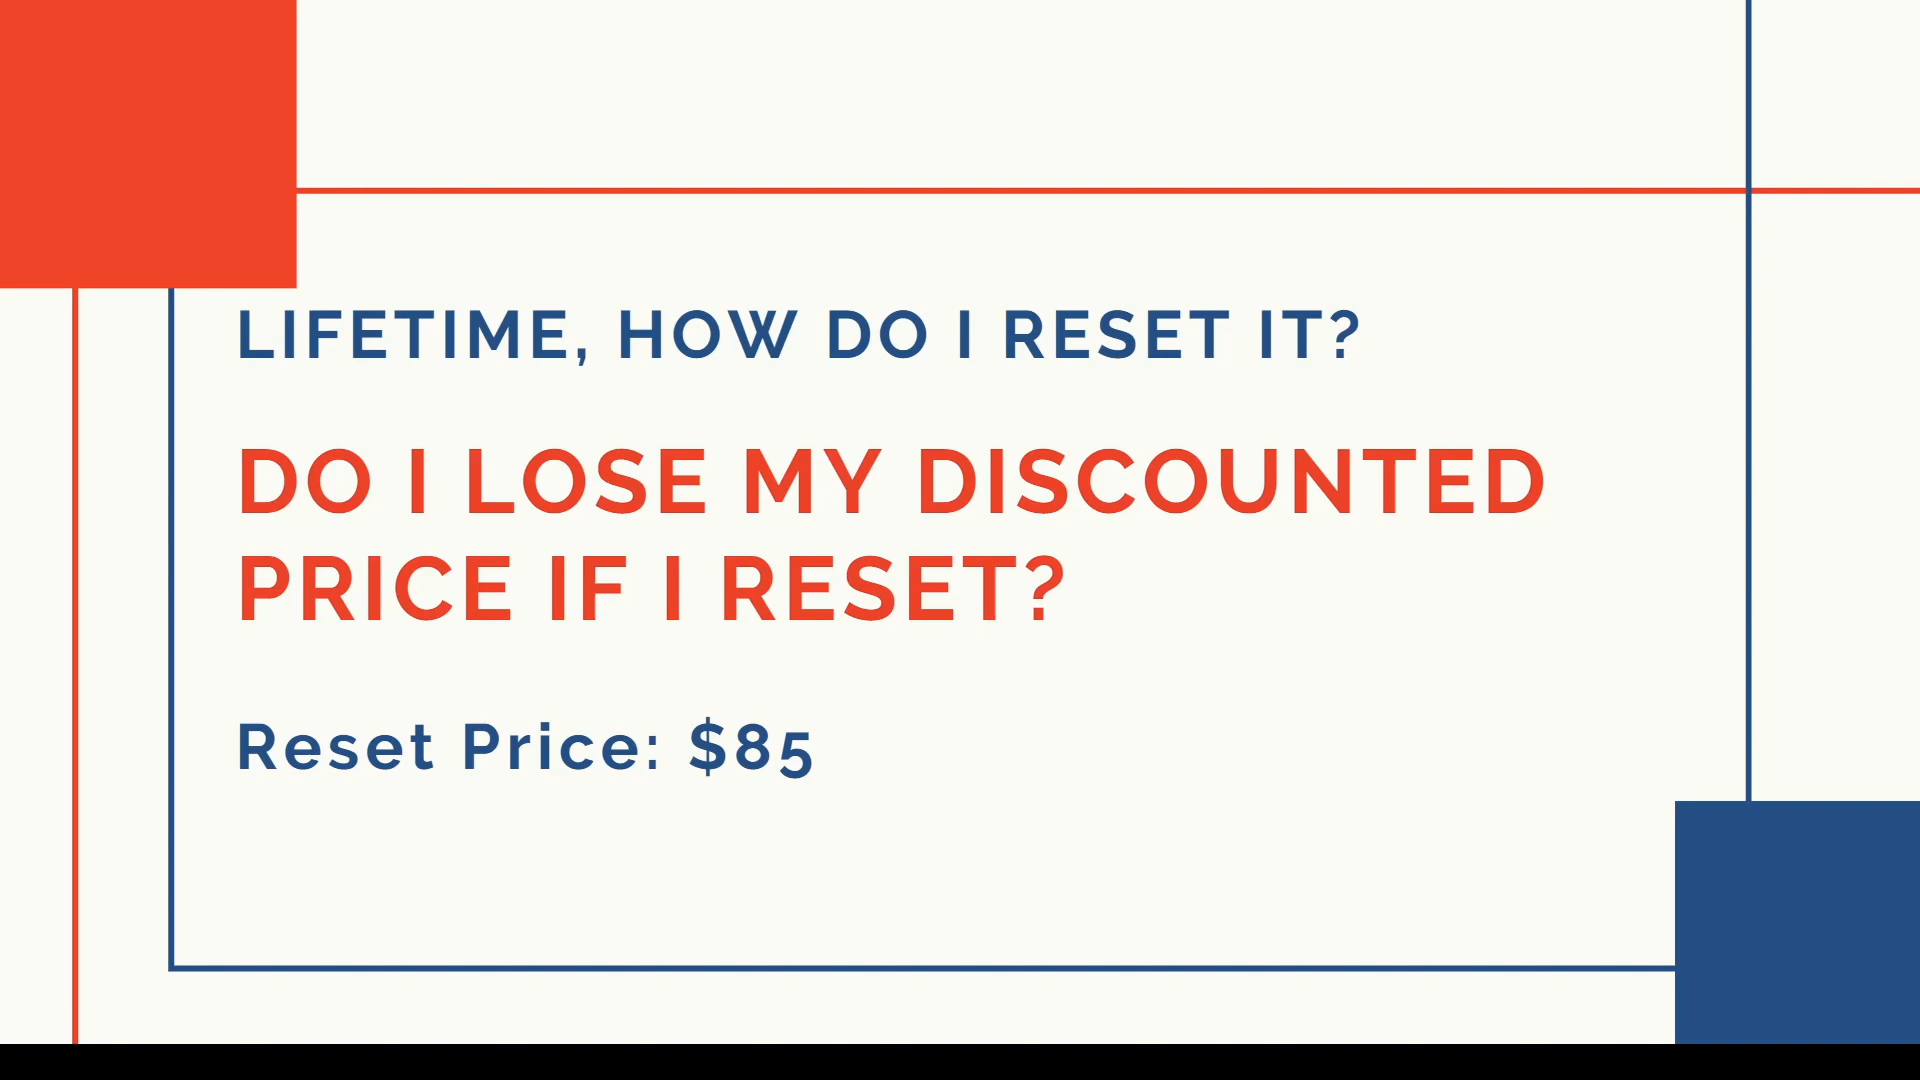 LIFETIME, HOW DO I RESET IT?
DO I LOSE MY DISCOUNTED
PRICE IF I RESET?
Reset Price: $85